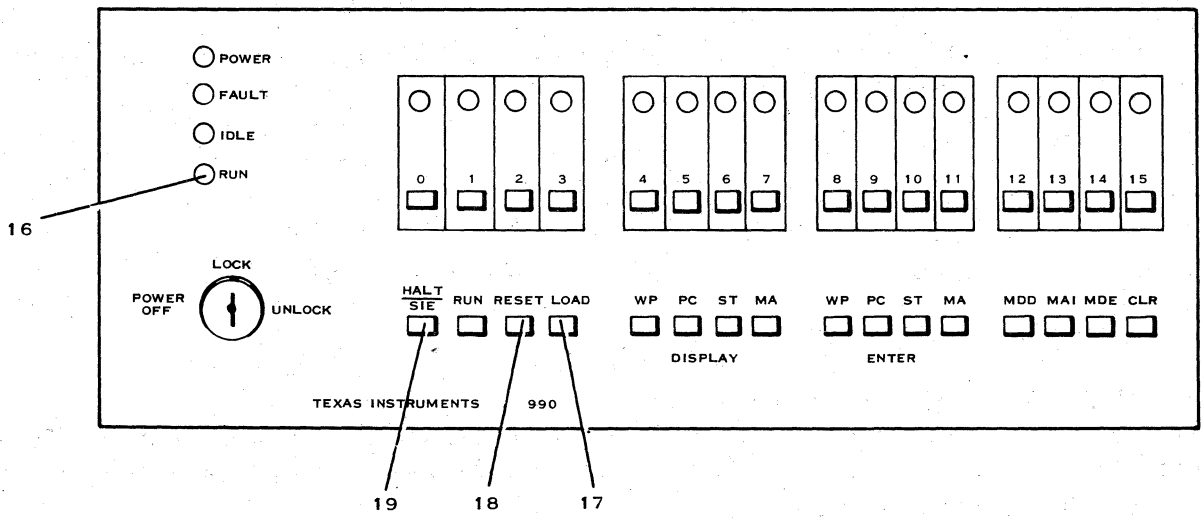 POWER
FAULT
IDLE
RUN
0 1 2 3 4 5 6 7 8 9 10 11 12 13 14 15
16
LOCK
POWER OFF
UNLOCK
HALT
SIE
RUN RESET LOAD
WP PC ST MA
DISPLAY
WP PC ST MA
ENTER
MDD MAI MDE CLR
TEXAS INSTRUMENTS 990
19 18 17